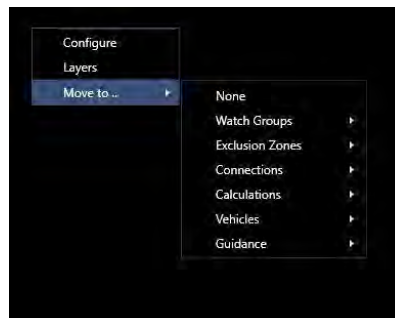 Configure
Layers
Move to ..
None
Watch Groups
Exclusion Zones
Connections
Calculations
Vehicles
Guidance